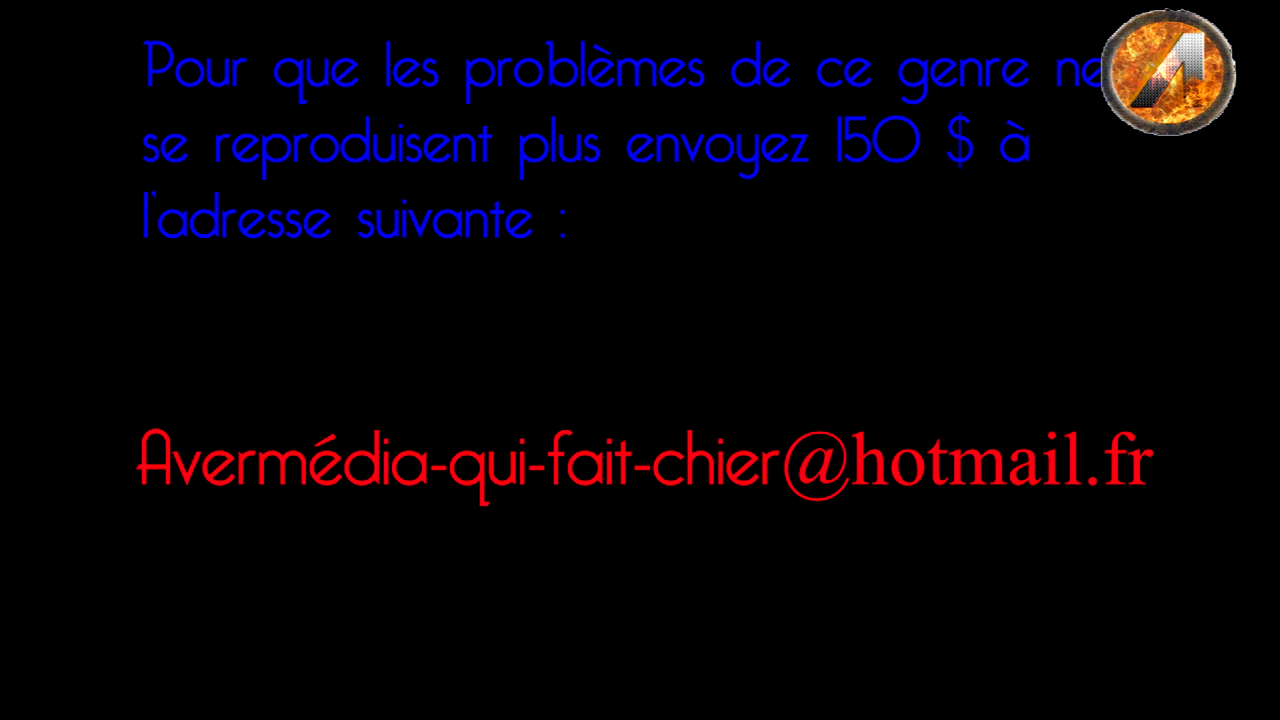 Pour que les problèmes de ce genre ne
se reproduisent plus envoyez 150 $ à
l'adresse suivante :
Avermédia-qui-fait-chier@hotmail.fr